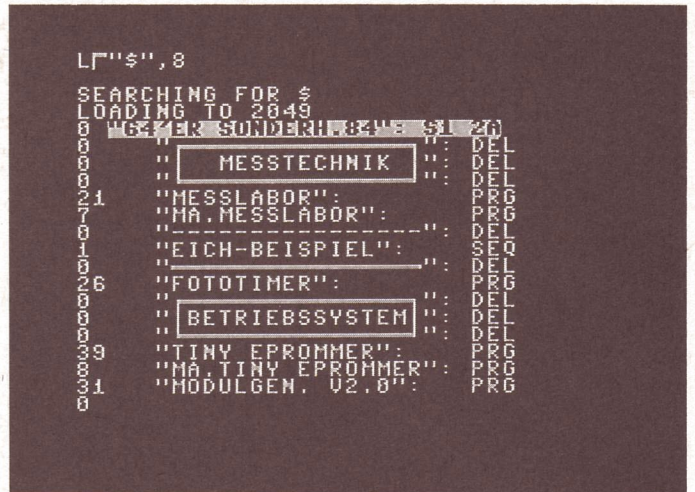 L┌"$",8
SEARCHING FOR $
LOADING TO 2049
0 "64'ER SONDERH.84": S1 2A
0 " ": DEL
0 " MESSTECHNIK ": DEL
0 " ": DEL
21 "MESSLABOR": PRG
7 "MA.MESSLABOR": PRG
0 "----------------": DEL
1 "EICH-BEISPIEL": SEQ
0 "________________": DEL
26 "FOTOTIMER": PRG
0 " ": DEL
0 " BETRIEBSSYSTEM ": DEL
0 " ": DEL
39 "TINY EPROMMER": PRG
8 "MA.TINY EPROMMER": PRG
31 "MODULGEN. V2.0": PRG
0